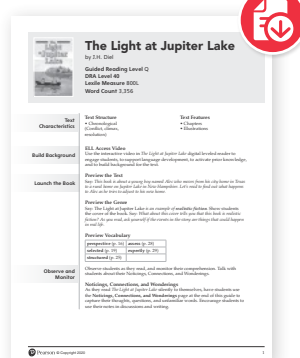 The Light at Jupiter Lake
by I.H. Diel
Guided Reading Level Q
DRA Level 40
Lexile Measure 800L
Word Count 3,356
Text Characteristics
Text Structure
• Chronological
(Conflict, climax,
resolution)
Text Features
• Chapters
• Illustrations
Build Background
ELL Access Video
Use the interactive video in The Light at Jupiter Lake digital leveled reader to
engage students, to support language development, to activate prior knowledge,
and to build background for the text.
Launch the Book
Preview the Text
Say: This book is about a young boy named Alex who moves from his city home in Texas
to a rural home on Jupiter Lake in New Hampshire. Let's read to find out what happens
to Alex as he tries to adjust to his new home.
Preview the Genre
Say: The Light at Jupiter Lake is an example of realistic fiction. Show students
the cover of the book. Say: What about this cover tells you that this book is realistic
fiction? As you read, ask yourself if the events in the story are things that could happen
in real life.
Preview Vocabulary
perspective (p. 16) assess (p. 28)
selected (p. 19) expertly (p. 29)
structured (p. 29)
Observe and Monitor
Observe students as they read, and monitor their comprehension. Talk with
students about their Noticings, Connections, and Wonderings.
Noticings, Connections, and Wonderings
As they read The Light at Jupiter Lake silently to themselves, have students use
the Noticings, Connections, and Wonderings page at the end of this guide to
capture their thoughts, questions, and unfamiliar words. Encourage students to
use their notes in discussions and writing.
Pearson © Copyright 2020
1